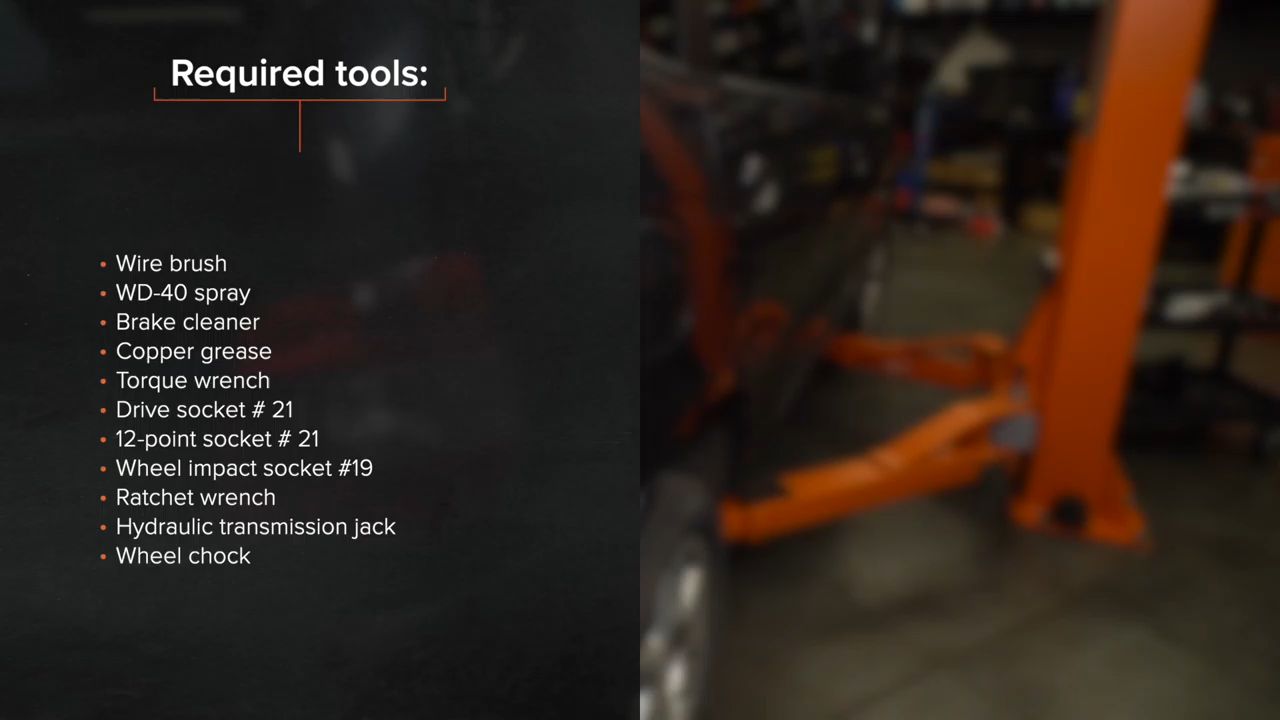 Required tools:
• Wire brush
• WD-40 spray
• Brake cleaner
• Copper grease
• Torque wrench
• Drive socket # 21
• 12-point socket # 21
• Wheel impact socket #19
• Ratchet wrench
• Hydraulic transmission jack
• Wheel chock